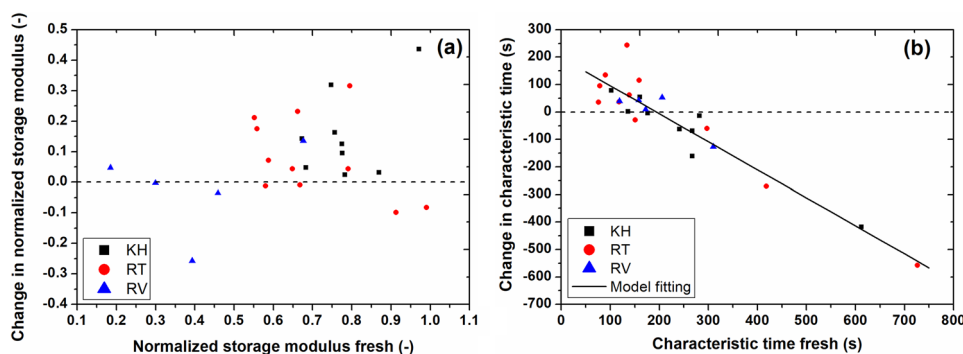 (a)
Change in normalized storage modulus (-)
0.5
0.4
0.3
0.2
0.1
0.0
-0.1
-0.2
-0.3
-0.4
KH
RT
RV
0.1 0.2 0.3 0.4 0.5 0.6 0.7 0.8 0.9 1.0 1.1
Normalized storage modulus fresh (-)
(b)
Change in characteristic time (s)
300
200
100
0
-100
-200
-300
-400
-500
-600
-700
KH
RT
RV
Model fitting
0 100 200 300 400 500 600 700 800
Characteristic time fresh (s)